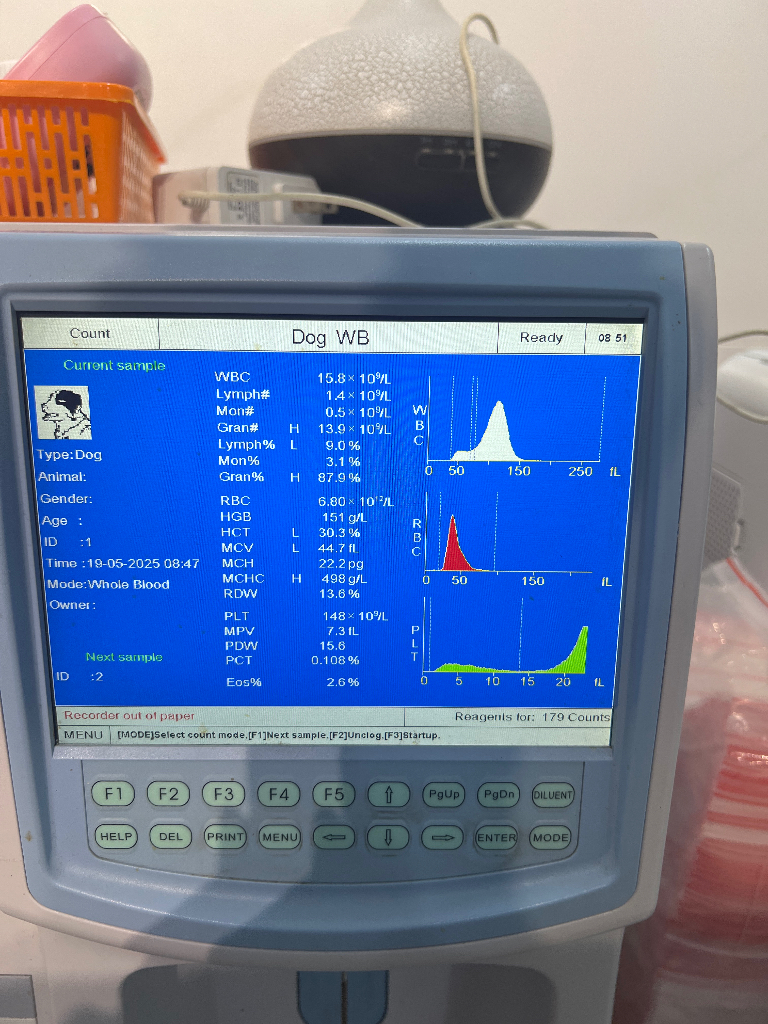 Count Dog WB Ready 08 51
Current sample
Type:Dog
Animal:
Gender:
Age :
ID :1
Time :19-05-2025 08:47
Mode:Whole Blood
Owner:
Next sample
ID :2
WBC 15.8× 10⁹/L
Lymph# 1.4× 10⁹/L
Mon# 0.5× 10⁹/L
Gran# H 13.9× 10⁹/L
Lymph% L 9.0 %
Mon% 3.1 %
Gran% H 87.9 %
RBC 6.80× 10¹²/L
HGB 151 g/L
HCT L 30.3 %
MCV L 44.7 fL
MCH 22.2 pg
MCHC H 498 g/L
RDW 13.6 %
PLT 148× 10⁹/L
MPV 7.3 fL
PDW 15.6
PCT 0.108 %
Eos% 2.6 %
WBC
0 50 150 250 fL
RBC
0 50 150 fL
PLT
0 5 10 15 20 fL
Recorder out of paper Reagents for: 179 Counts
MENU [MODE]Select count mode,[F1]Next sample,[F2]Unclog,[F3]Startup.
F1 F2 F3 F4 F5 ⇧ PgUp PgDn DILUENT
HELP DEL PRINT MENU ⇦ ⇩ ⇨ ENTER MODE